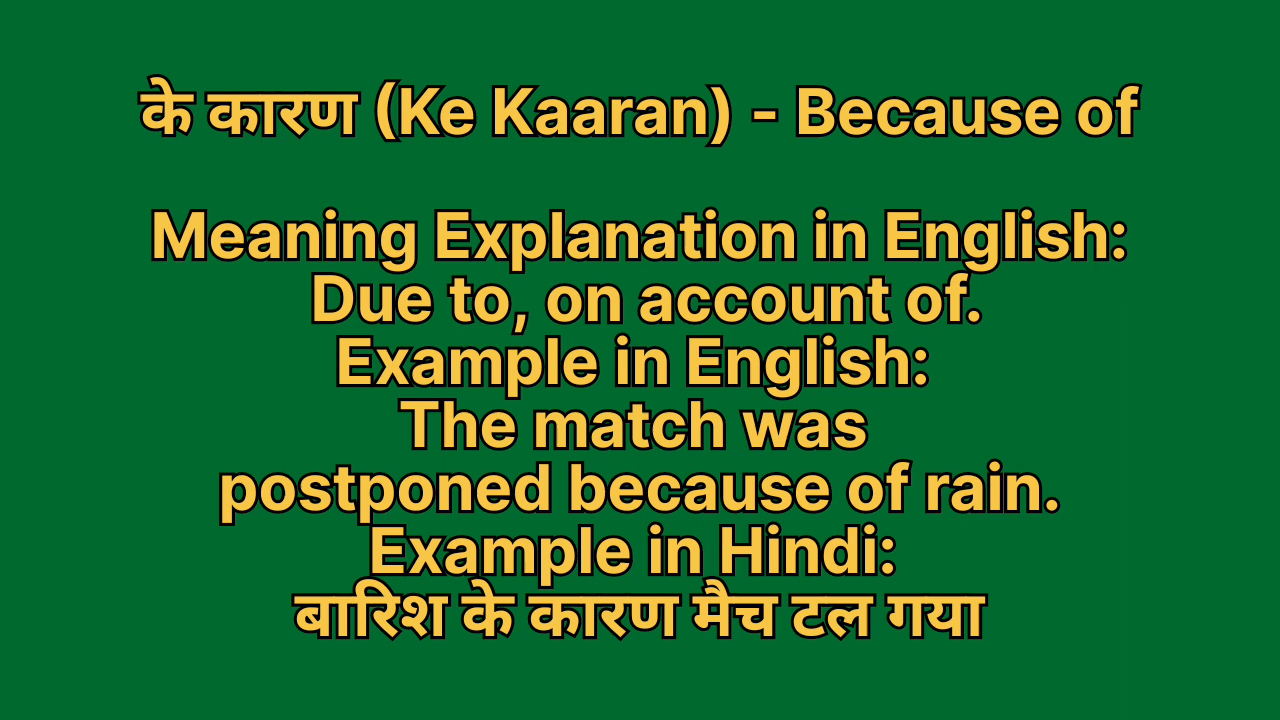 के कारण (Ke Kaaran) - Because of
Meaning Explanation in English:
Due to, on account of.
Example in English:
The match was
postponed because of rain.
Example in Hindi:
बारिश के कारण मैच टल गया